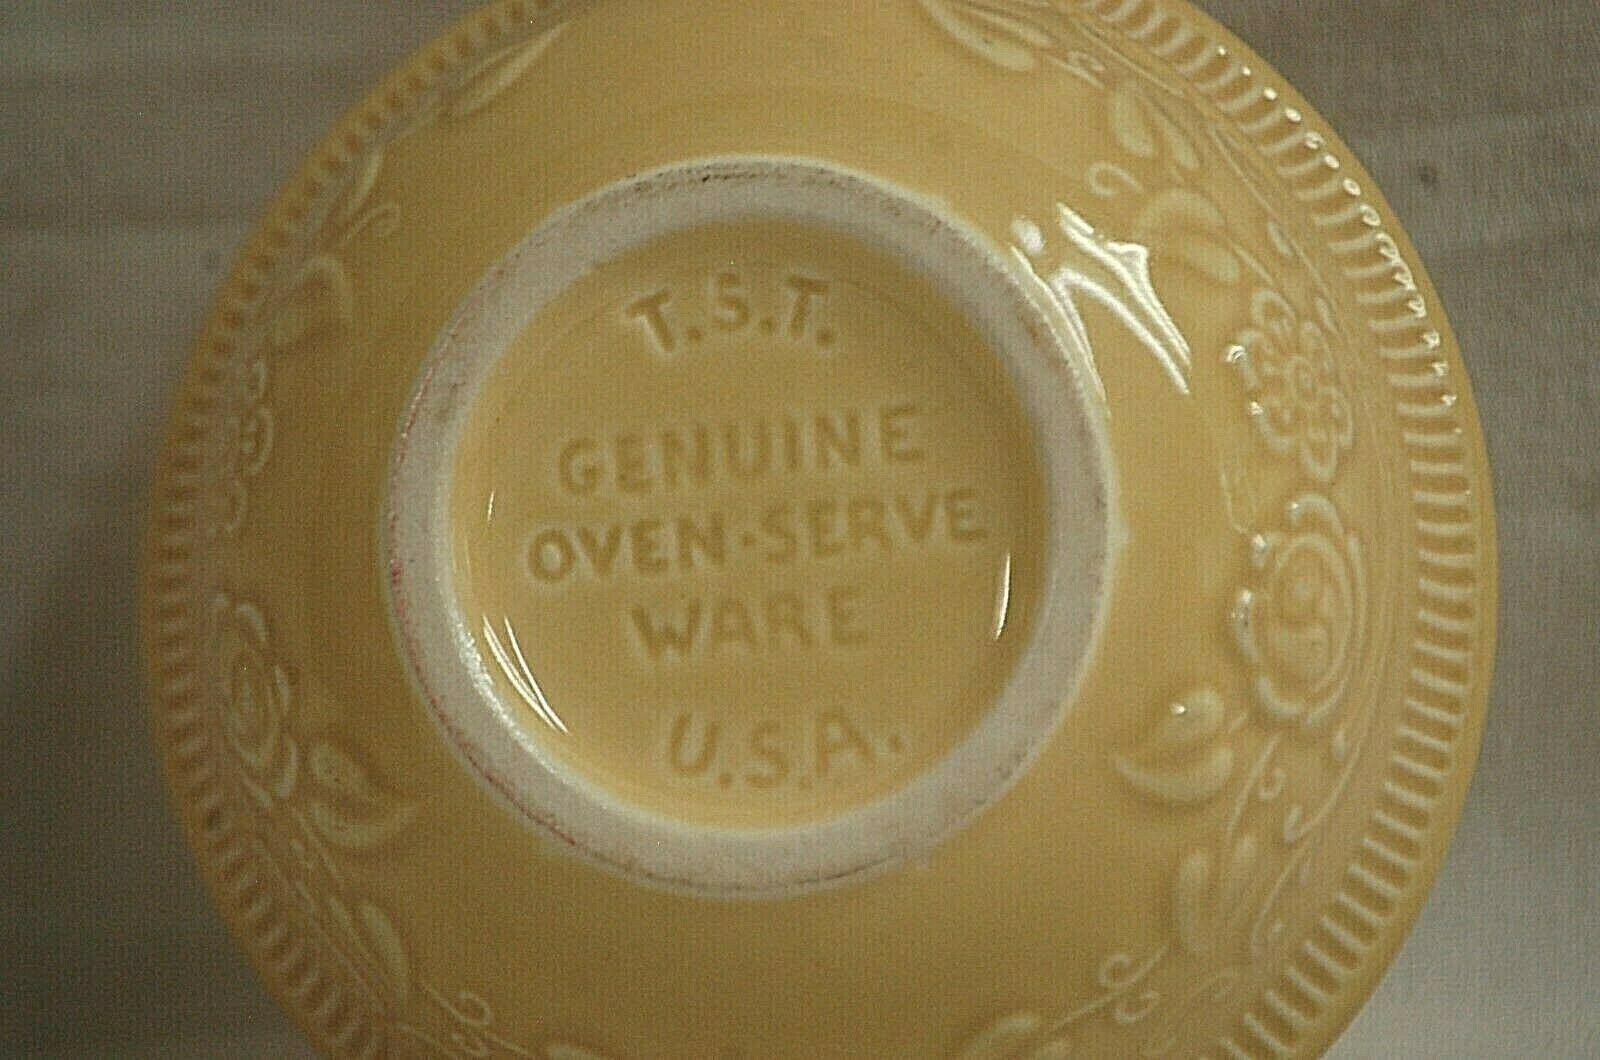 T.S.T.
GENUINE
OVEN-SERVE
WARE
U.S.A.